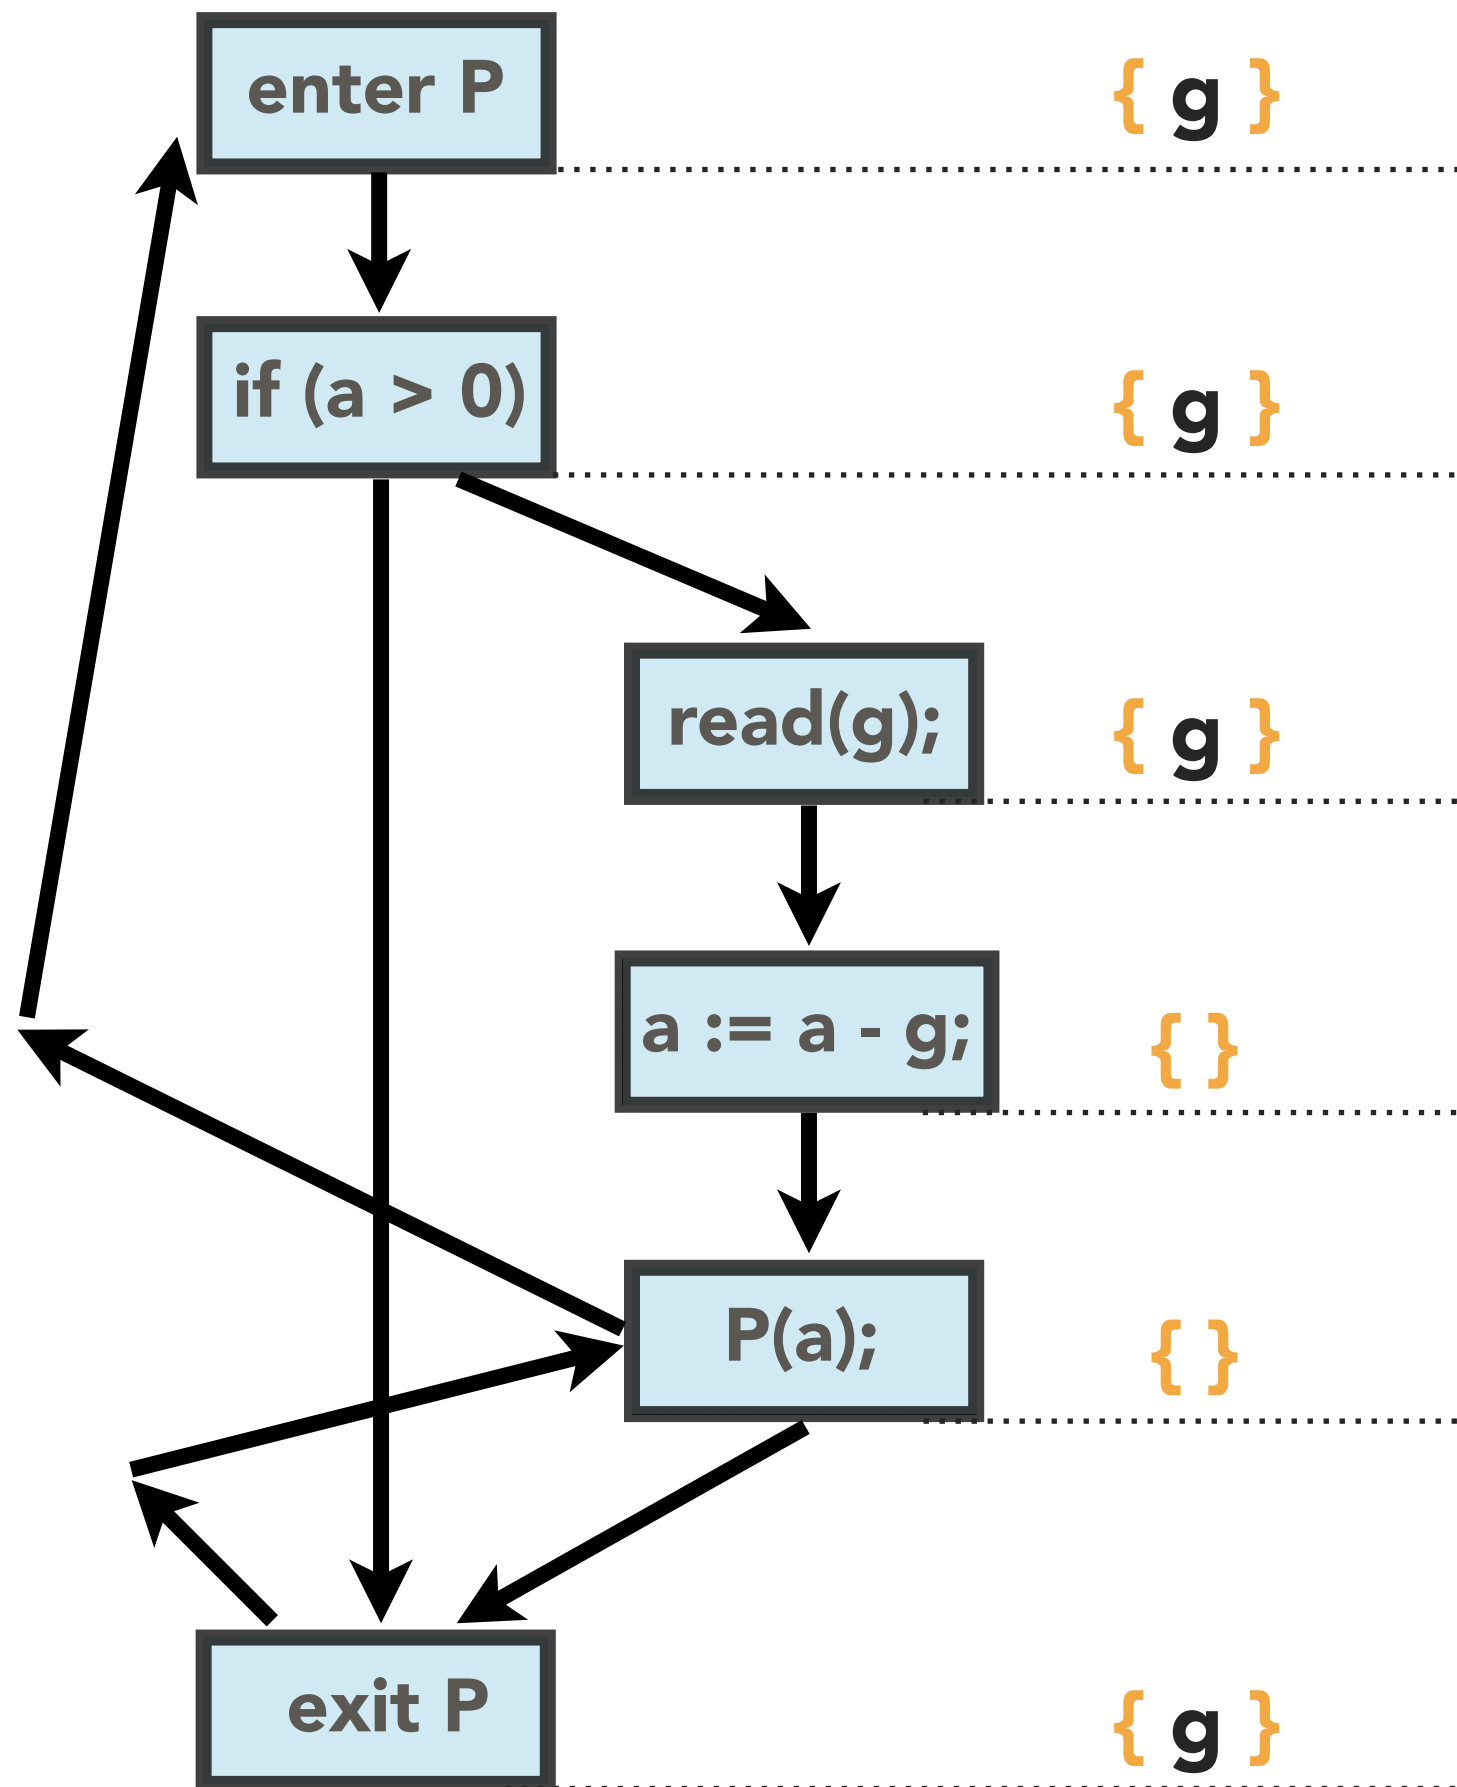 enter P { g }
if (a > 0) { g }
read(g); { g }
a := a - g; { }
P(a); { }
exit P { g }